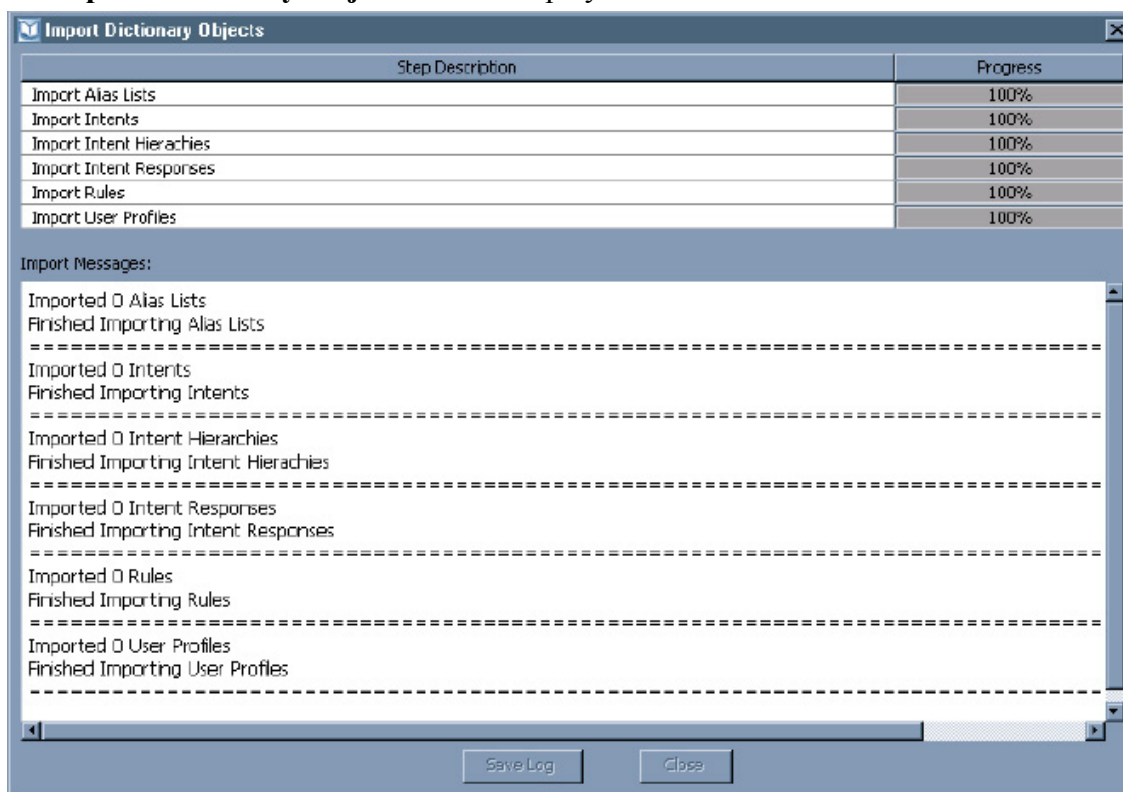 Import Dictionary Objects
Step Description Progress
Import Alias Lists 100%
Import Intents 100%
Import Intent Hierachies 100%
Import Intent Responses 100%
Import Rules 100%
Import User Profiles 100%
Import Messages:
Imported 0 Alias Lists
Finished Importing Alias Lists
================================================================================
Imported 0 Intents
Finished Importing Intents
================================================================================
Imported 0 Intent Hierarchies
Finished Importing Intent Hierachies
================================================================================
Imported 0 Intent Responses
Finished Importing Intent Responses
================================================================================
Imported 0 Rules
Finished Importing Rules
================================================================================
Imported 0 User Profiles
Finished Importing User Profiles
================================================================================
Save Log Close